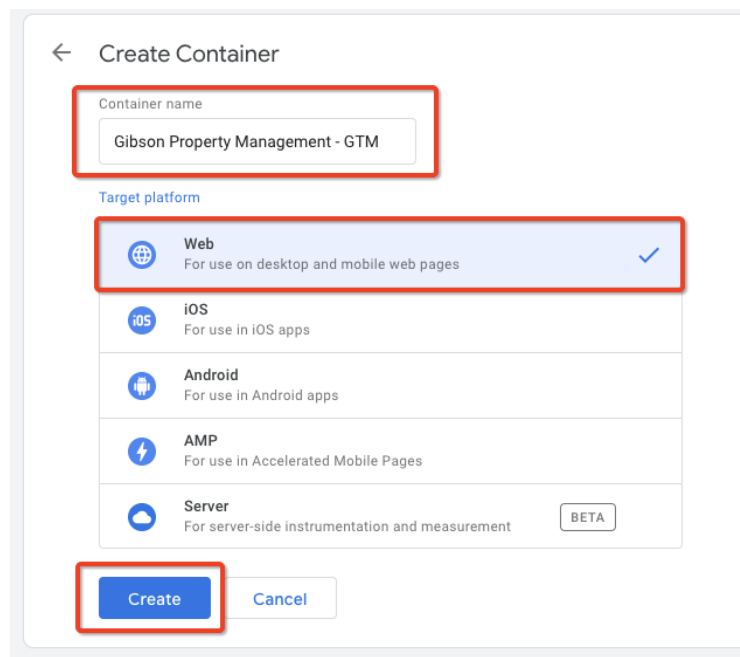 Create Container
Container name
Gibson Property Management - GTM
Target platform
Web
For use on desktop and mobile web pages
iOS
iOS
For use in iOS apps
Android
For use in Android apps
AMP
For use in Accelerated Mobile Pages
Server
For server-side instrumentation and measurement
BETA
Create
Cancel